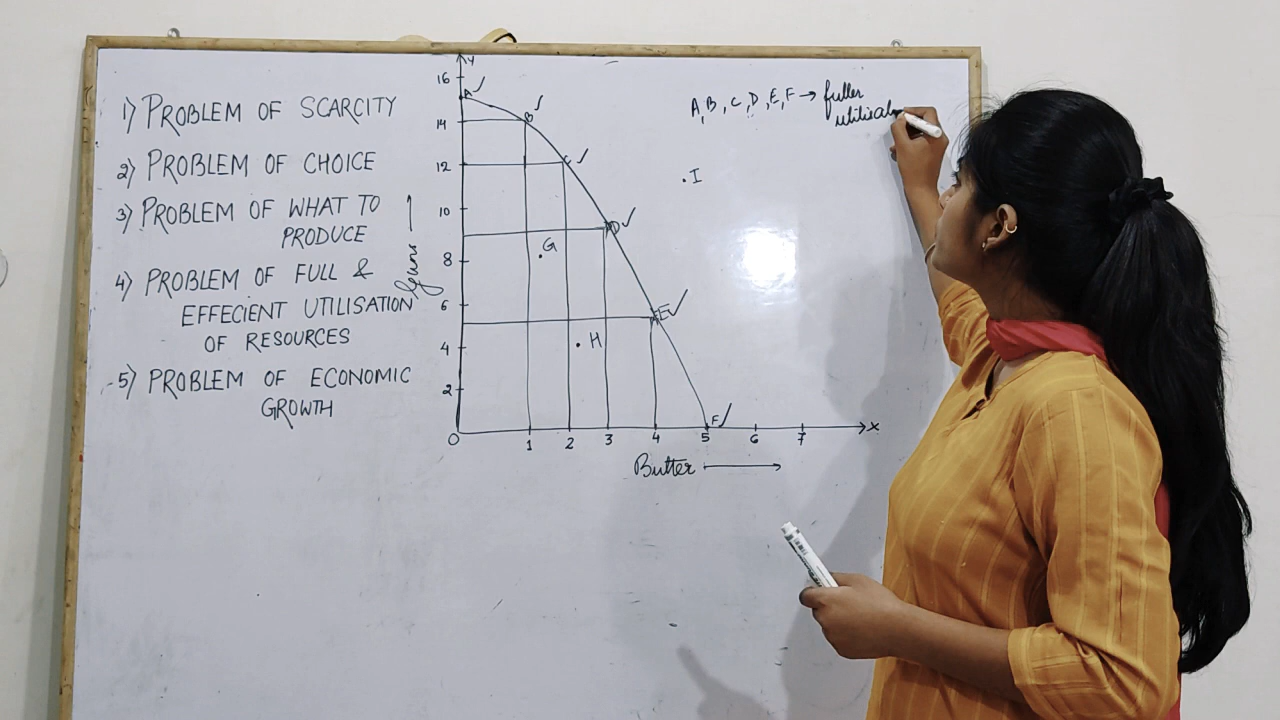 1) PROBLEM OF SCARCITY
2) PROBLEM OF CHOICE
3) PROBLEM OF WHAT TO
PRODUCE
4) PROBLEM OF FULL &
EFFECIENT UTILISATION
OF RESOURCES
5) PROBLEM OF ECONOMIC
GROWTH
Y
16
14
12
10
8
6
4
2
0
1 2 3 4 5 6 7 X
Guns
Butter
A
B
C
D
E
F
G
H
.I
A, B, C, D, E, F → fuller